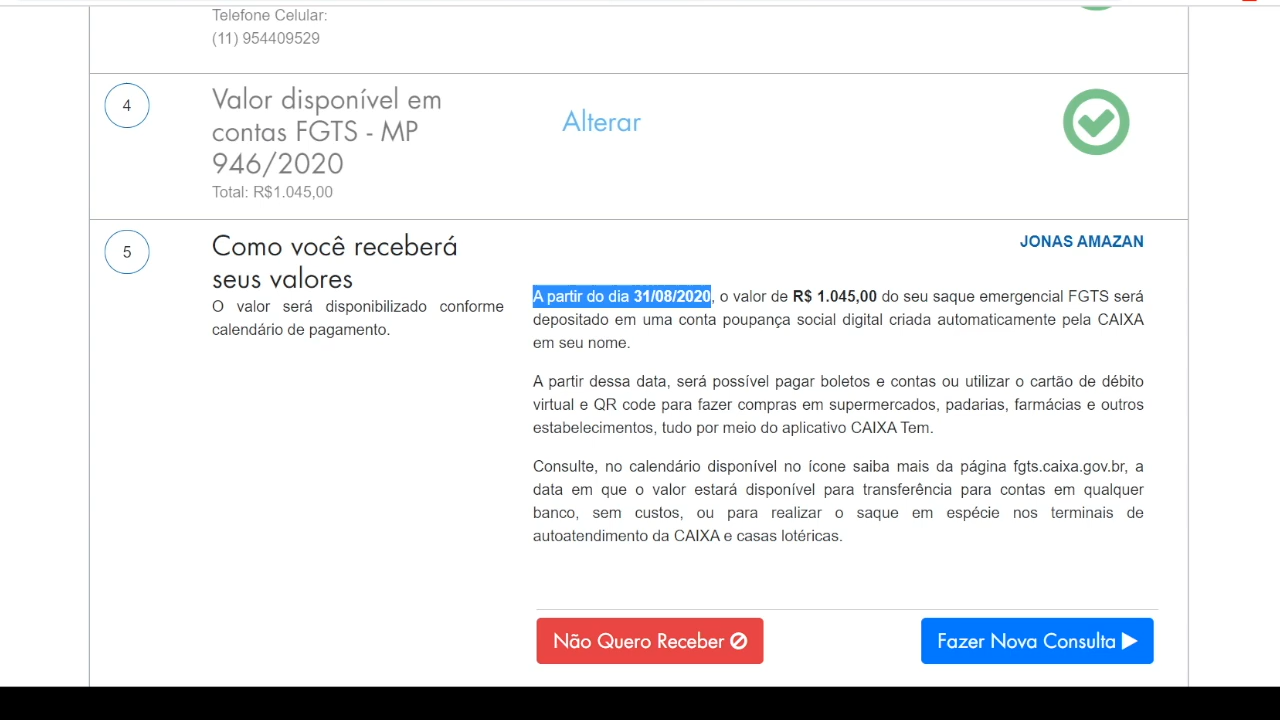 Telefone Celular:
(11) 954409529
4
Valor disponível em
contas FGTS - MP
946/2020
Total: R$1.045,00
Alterar
5
Como você receberá
seus valores
O valor será disponibilizado conforme
calendário de pagamento.
JONAS AMAZAN
A partir do dia 31/08/2020, o valor de R$ 1.045,00 do seu saque emergencial FGTS será
depositado em uma conta poupança social digital criada automaticamente pela CAIXA
em seu nome.
A partir dessa data, será possível pagar boletos e contas ou utilizar o cartão de débito
virtual e QR code para fazer compras em supermercados, padarias, farmácias e outros
estabelecimentos, tudo por meio do aplicativo CAIXA Tem.
Consulte, no calendário disponível no ícone saiba mais da página fgts.caixa.gov.br, a
data em que o valor estará disponível para transferência para contas em qualquer
banco, sem custos, ou para realizar o saque em espécie nos terminais de
autoatendimento da CAIXA e casas lotéricas.
Não Quero Receber
Fazer Nova Consulta